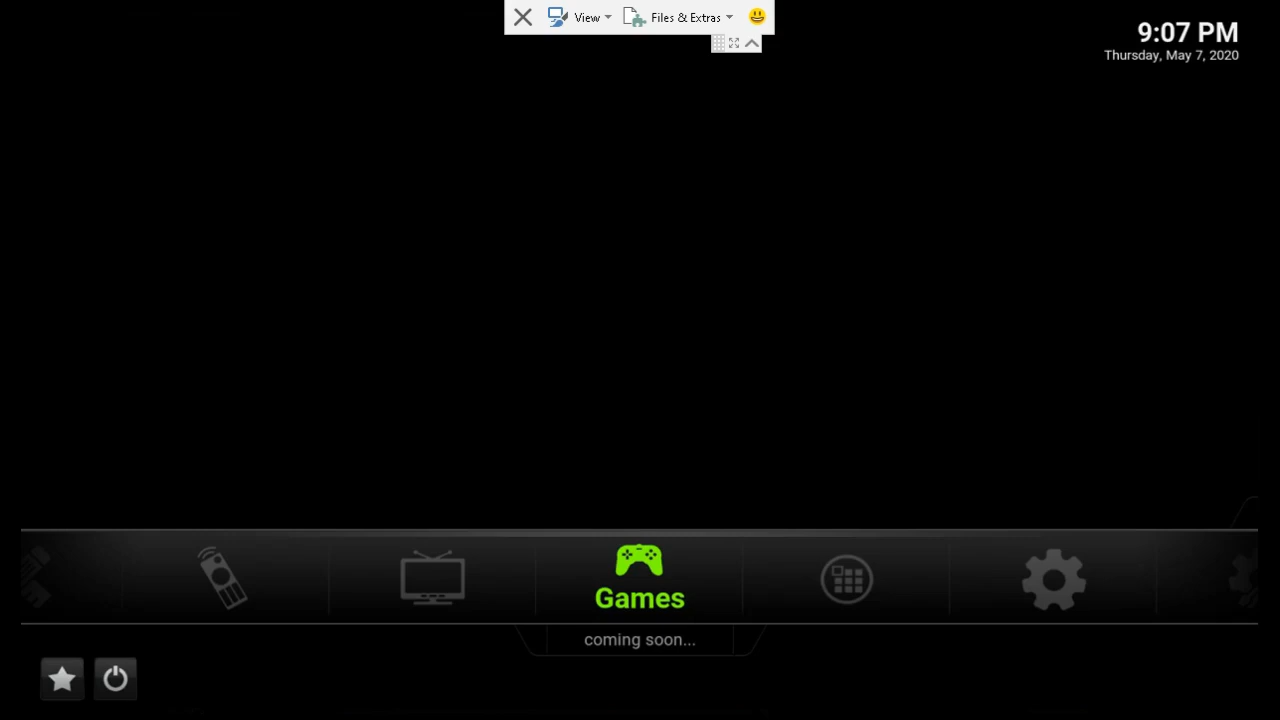 View
Files & Extras
9:07 PM
Thursday, May 7, 2020
Games
coming soon...